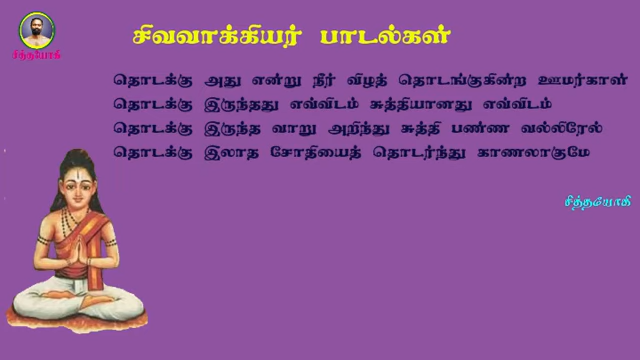 சிவவாக்கியர் பாடல்கள்
சித்தயோகி
தொடக்கு அது என்று நீர் விழத் தொடங்குகின்ற ஊமர்காள்
தொடக்கு இருந்தது எவ்விடம் சுத்தியானது எவ்விடம்
தொடக்கு இருந்த வாறு அறிந்து சுத்தி பண்ண வல்லிரேல்
தொடக்கு இலாத சோதியைத் தொடர்ந்து காணலாகுமே
சித்தயோகி